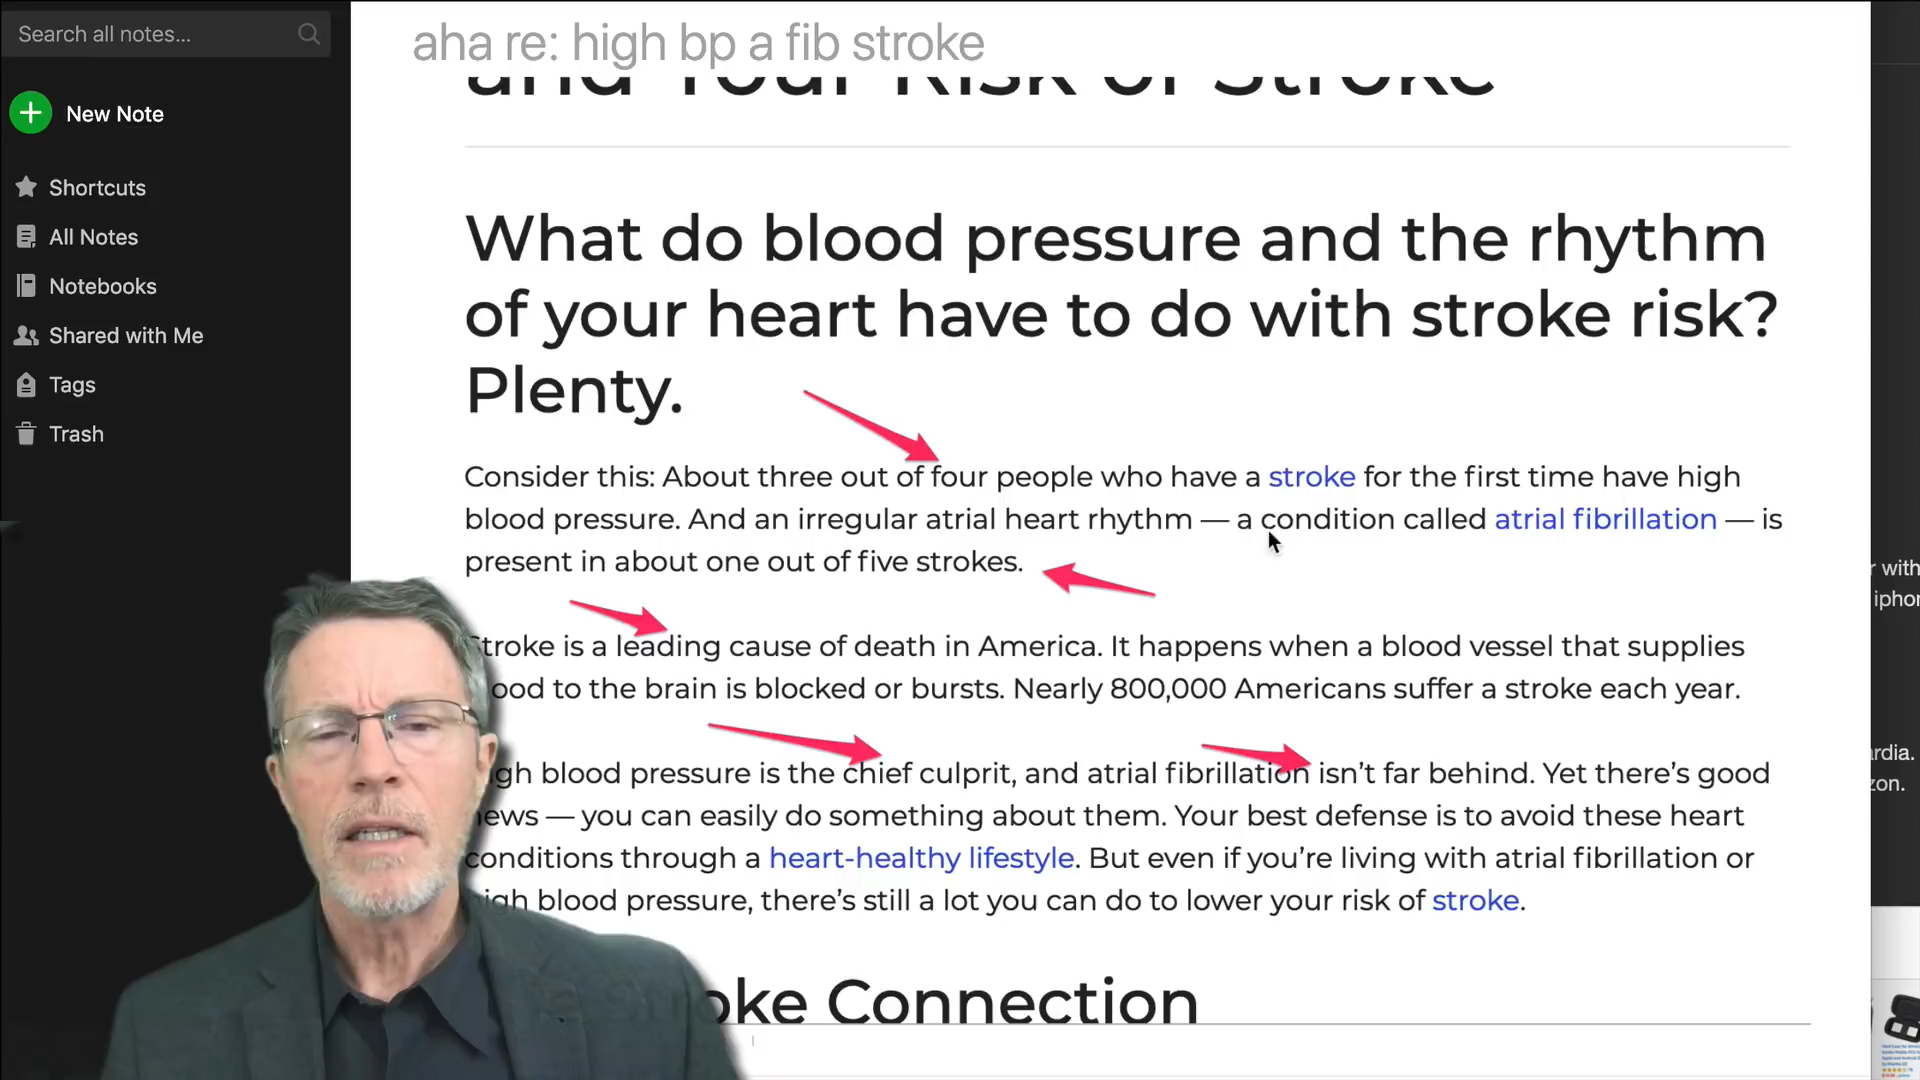 Search all notes...
New Note
Shortcuts
All Notes
Notebooks
Shared with Me
Tags
Trash
aha re: high bp a fib stroke
and Your Risk of Stroke
What do blood pressure and the rhythm
of your heart have to do with stroke risk?
Plenty.
Consider this: About three out of four people who have a stroke for the first time have high
blood pressure. And an irregular atrial heart rhythm — a condition called atrial fibrillation — is
present in about one out of five strokes.
troke is a leading cause of death in America. It happens when a blood vessel that supplies
ood to the brain is blocked or bursts. Nearly 800,000 Americans suffer a stroke each year.
igh blood pressure is the chief culprit, and atrial fibrillation isn’t far behind. Yet there’s good
news — you can easily do something about them. Your best defense is to avoid these heart
conditions through a heart-healthy lifestyle. But even if you’re living with atrial fibrillation or
high blood pressure, there’s still a lot you can do to lower your risk of stroke.
oke Connection
r with
iphon
rdia.
zon.